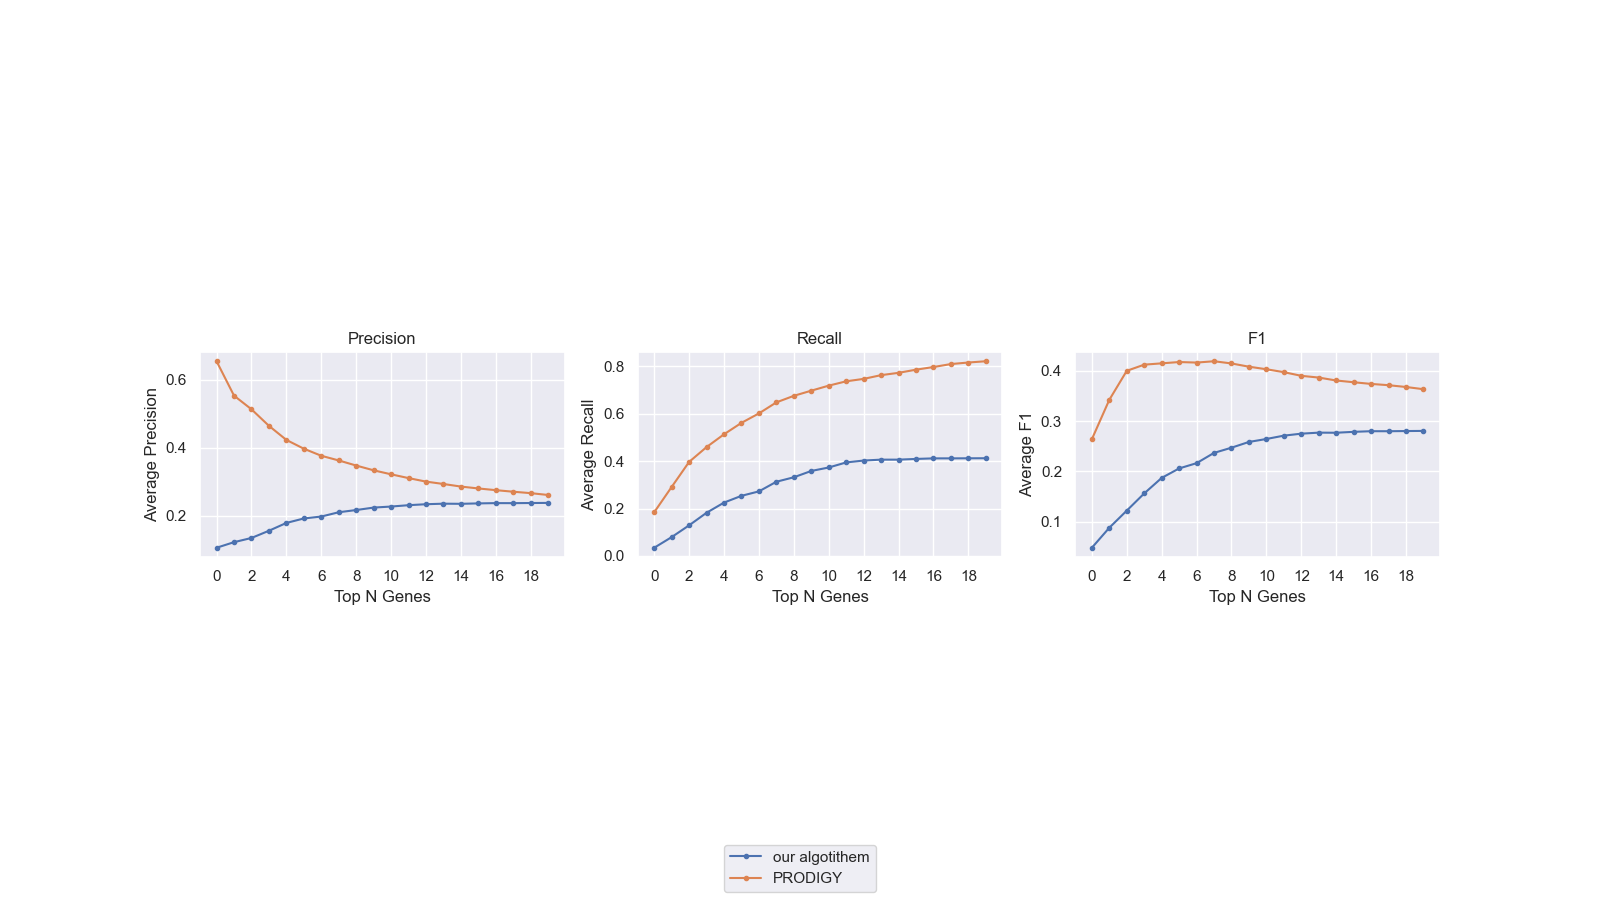 Precision
Average Precision
0.6
0.4
0.2
0 2 4 6 8 10 12 14 16 18
Top N Genes
Recall
Average Recall
0.8
0.6
0.4
0.2
0.0
0 2 4 6 8 10 12 14 16 18
Top N Genes
F1
Average F1
0.4
0.3
0.2
0.1
0 2 4 6 8 10 12 14 16 18
Top N Genes
our algotithem
PRODIGY